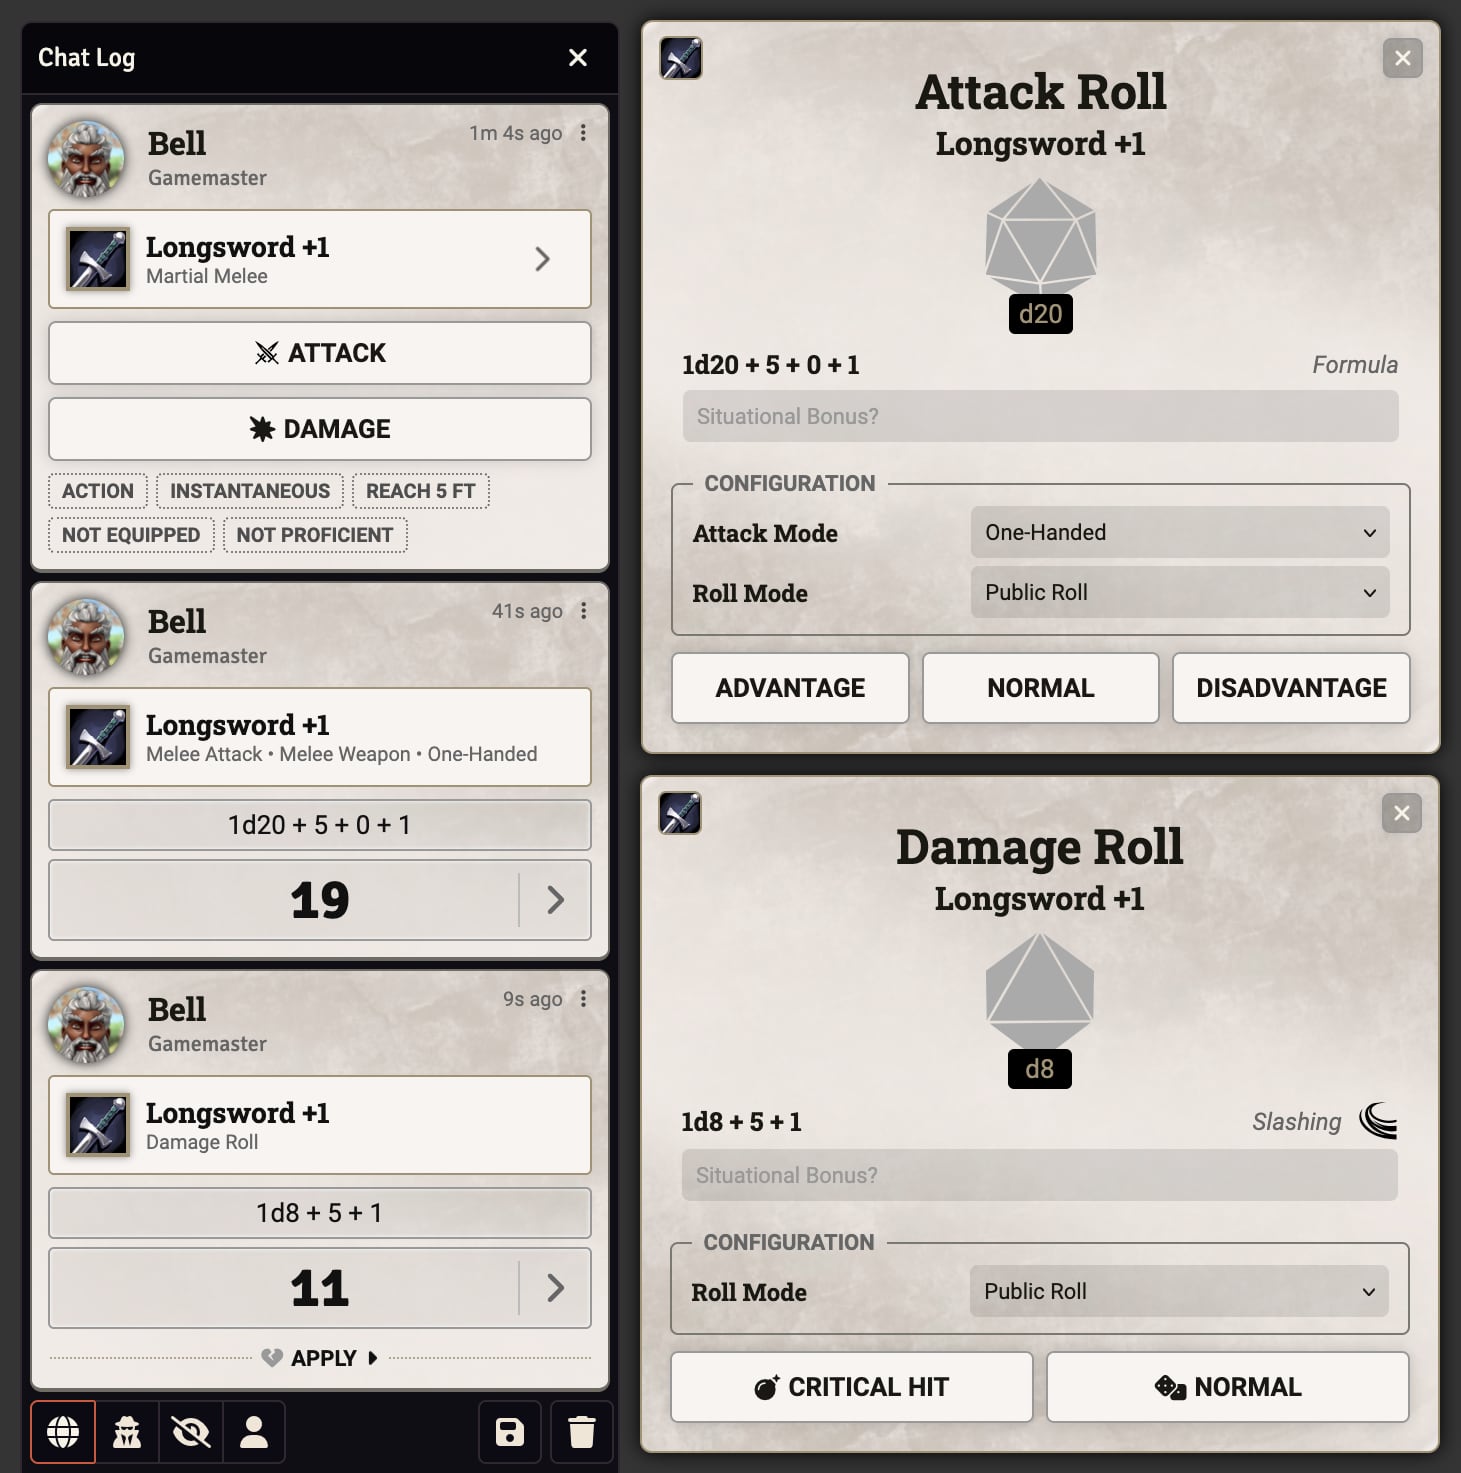 Chat Log
Bell
1m 4s ago
Gamemaster
Longsword +1
Martial Melee
ATTACK
DAMAGE
ACTION
INSTANTANEOUS
REACH 5 FT
NOT EQUIPPED
NOT PROFICIENT
Bell
41s ago
Gamemaster
Longsword +1
Melee Attack • Melee Weapon • One-Handed
1d20 + 5 + 0 + 1
19
Bell
9s ago
Gamemaster
Longsword +1
Damage Roll
1d8 + 5 + 1
11
APPLY
Attack Roll
Longsword +1
d20
1d20 + 5 + 0 + 1
Formula
Situational Bonus?
CONFIGURATION
Attack Mode
One-Handed
Roll Mode
Public Roll
ADVANTAGE
NORMAL
DISADVANTAGE
Damage Roll
Longsword +1
d8
1d8 + 5 + 1
Slashing
Situational Bonus?
CONFIGURATION
Roll Mode
Public Roll
CRITICAL HIT
NORMAL